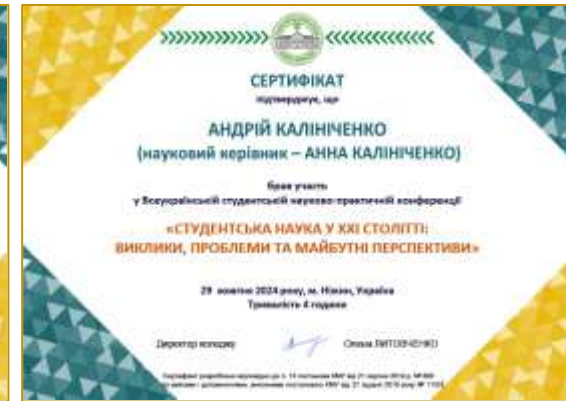 СЕРТИФІКАТ
підтверджує, що
АНДРІЙ КАЛІНІЧЕНКО
(науковий керівник – АННА КАЛІНІЧЕНКО)
брав участь
у Всеукраїнській студентській науково-практичній конференції
«СТУДЕНТСЬКА НАУКА У ХХІ СТОЛІТТІ:
ВИКЛИКИ, ПРОБЛЕМИ ТА МАЙБУТНІ ПЕРСПЕКТИВИ»
29 жовтня 2024 року, м. Ніжин, Україна
Тривалість 4 години
Директор коледжу Олена ЛИТОВЧЕНКО